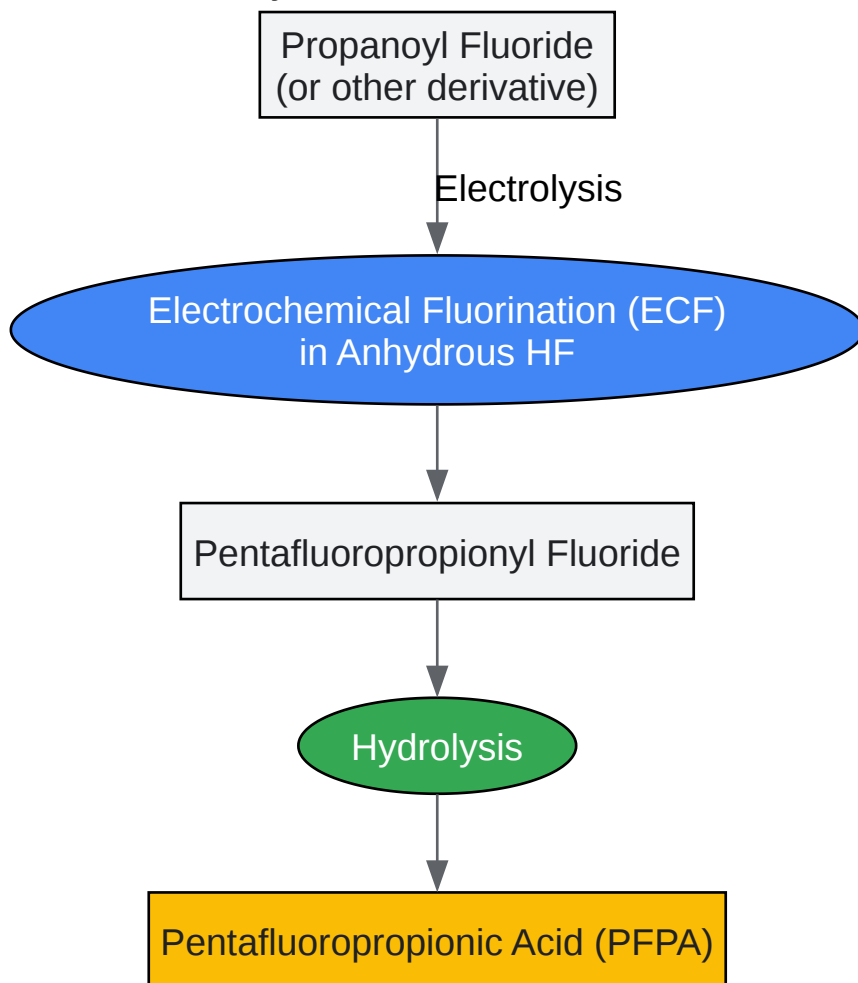 Propanoyl Fluoride
(or other derivative)
Electrolysis
Electrochemical Fluorination (ECF)
in Anhydrous HF
Pentafluoropropionyl Fluoride
Hydrolysis
Pentafluoropropionic Acid (PFPA)